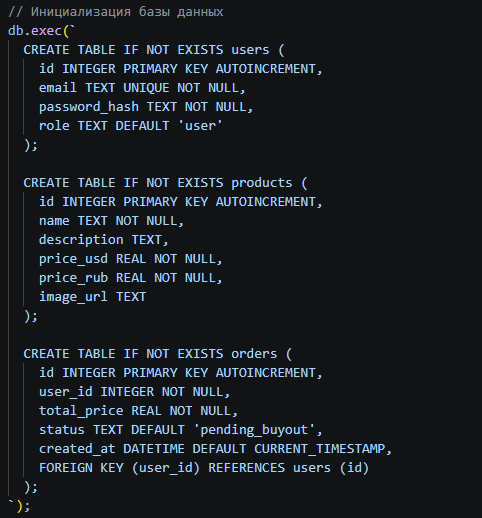 // Инициализация базы данных
db.exec(`
  CREATE TABLE IF NOT EXISTS users (
    id INTEGER PRIMARY KEY AUTOINCREMENT,
    email TEXT UNIQUE NOT NULL,
    password_hash TEXT NOT NULL,
    role TEXT DEFAULT 'user'
  );

  CREATE TABLE IF NOT EXISTS products (
    id INTEGER PRIMARY KEY AUTOINCREMENT,
    name TEXT NOT NULL,
    description TEXT,
    price_usd REAL NOT NULL,
    price_rub REAL NOT NULL,
    image_url TEXT
  );

  CREATE TABLE IF NOT EXISTS orders (
    id INTEGER PRIMARY KEY AUTOINCREMENT,
    user_id INTEGER NOT NULL,
    total_price REAL NOT NULL,
    status TEXT DEFAULT 'pending_buyout',
    created_at DATETIME DEFAULT CURRENT_TIMESTAMP,
    FOREIGN KEY (user_id) REFERENCES users (id)
  );
`);